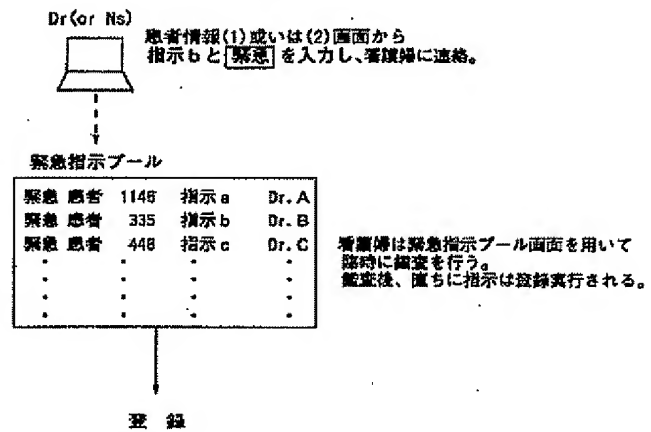 Dr(or Ns)
患者情報(1)或いは(2)画面から
指示bと緊急を入力し、看護婦に連絡。
緊急指示プール
緊急 患者 1146 指示a Dr.A
緊急 患者 335 指示b Dr.B
緊急 患者 448 指示c Dr.C
看護婦は緊急指示プール画面を用いて
臨時に鑑査を行う。
鑑査後、直ちに指示は登録実行される。
登 録